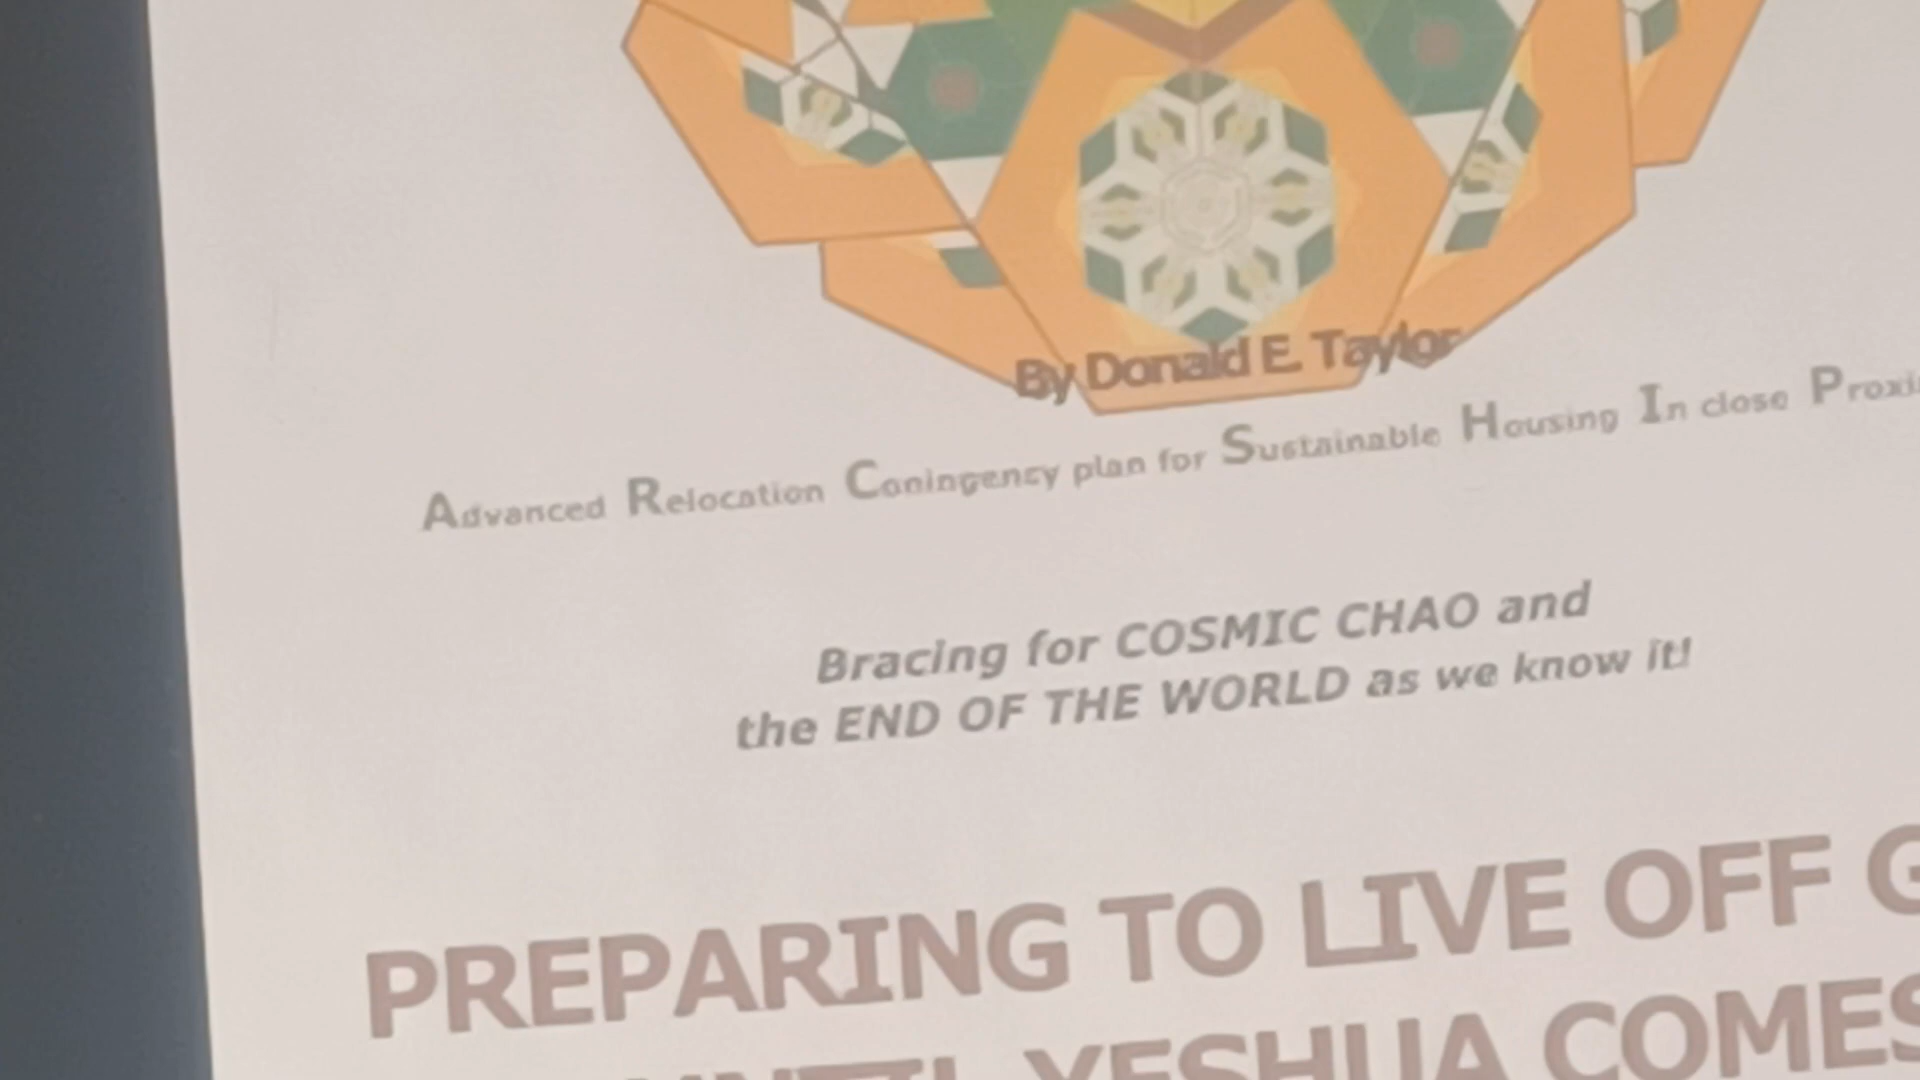 By Donald E. Taylor
Advanced Relocation Coningency plan for Sustainable Housing In close Proxi
Bracing for COSMIC CHAO and
the END OF THE WORLD as we know it!
PREPARING TO LIVE OFF G
UNTIL YESHUA COMES